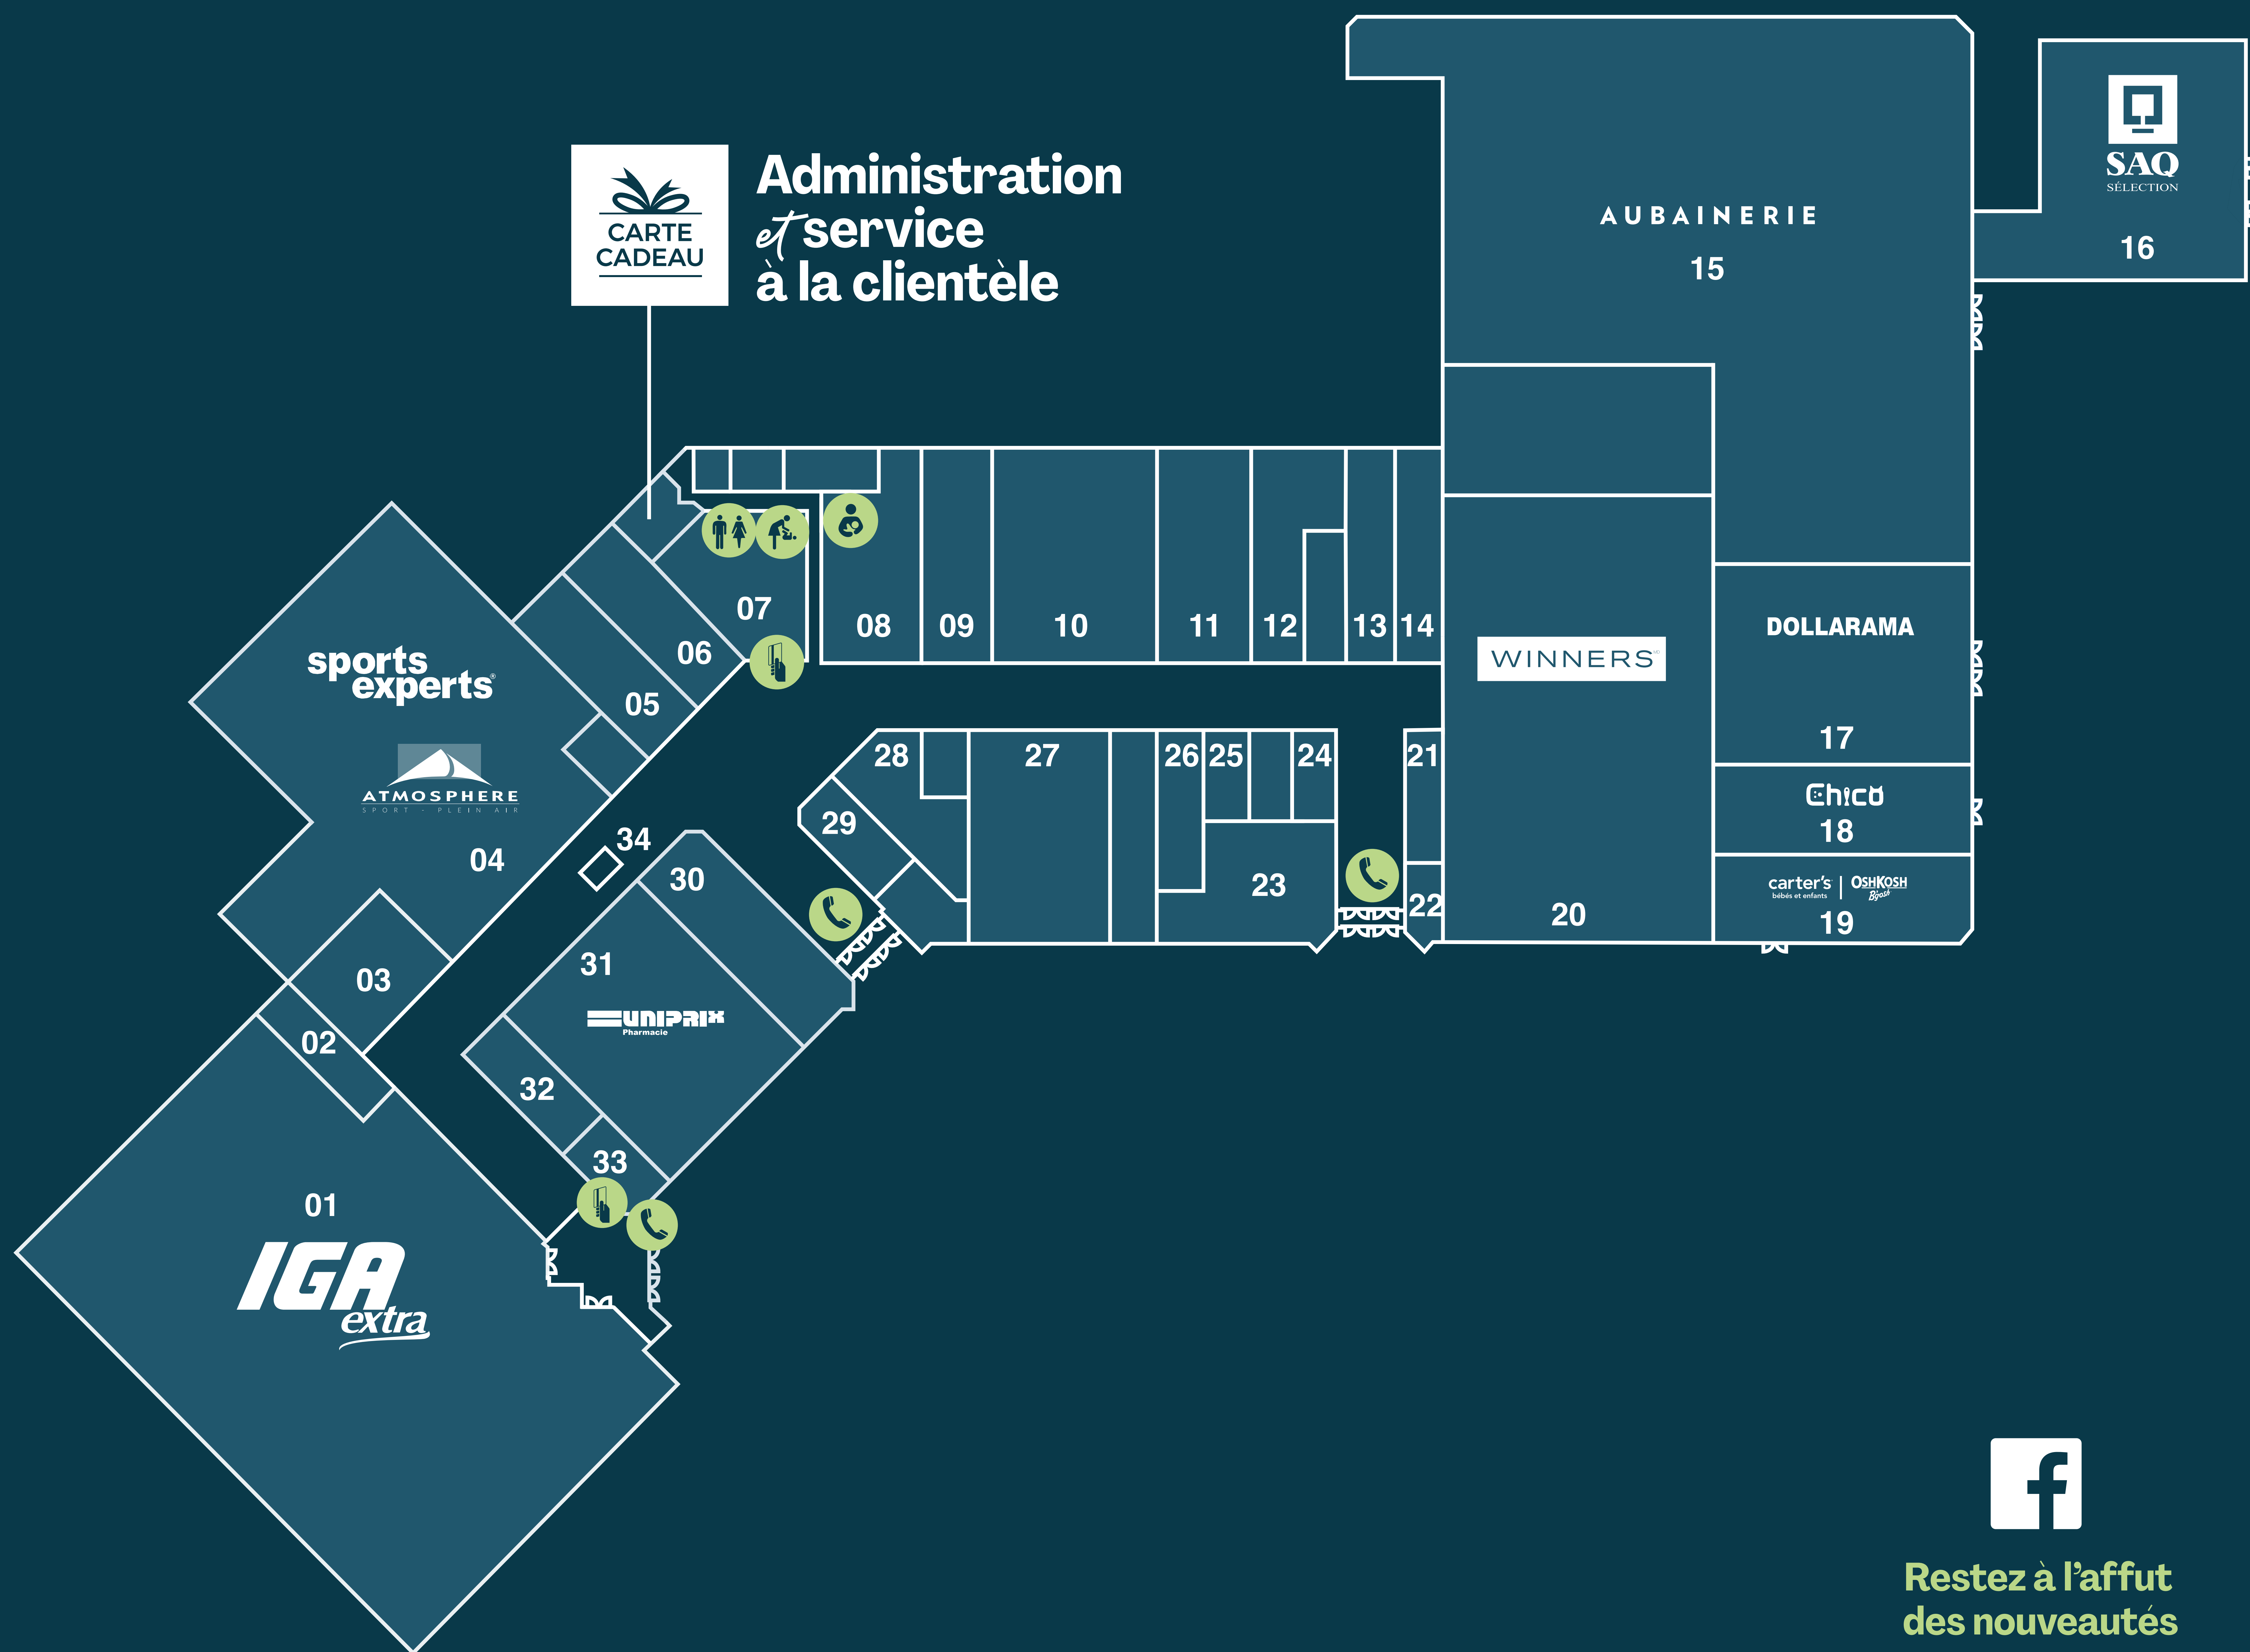 CARTE
CADEAU
Administration
et service
à la clientèle
AUBAINERIE
15
SAQ
SÉLECTION
16
sports
experts®
ATMOSPHERE
SPORT - PLEIN AIR
04
05
06
07
08
09
10
11
12
13
14
WINNERS
20
DOLLARAMA
17
Chico
18
carter's | OSHKOSH
bébés et enfants B'gosh
19
21
22
23
24
25
26
27
28
29
34
30
31
UNIPRIX
Pharmacie
32
33
03
02
01
IGA
extra
f
Restez à l'affut
des nouveautés